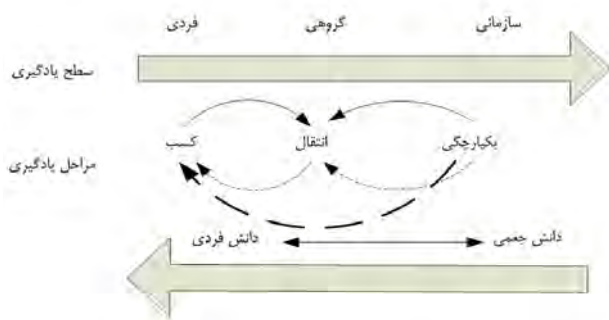 فردی گروهی سازمانی
سطح یادگیری
کسب انتقال یکپارچگی
مراحل یادگیری
دانش فردی دانش جمعی